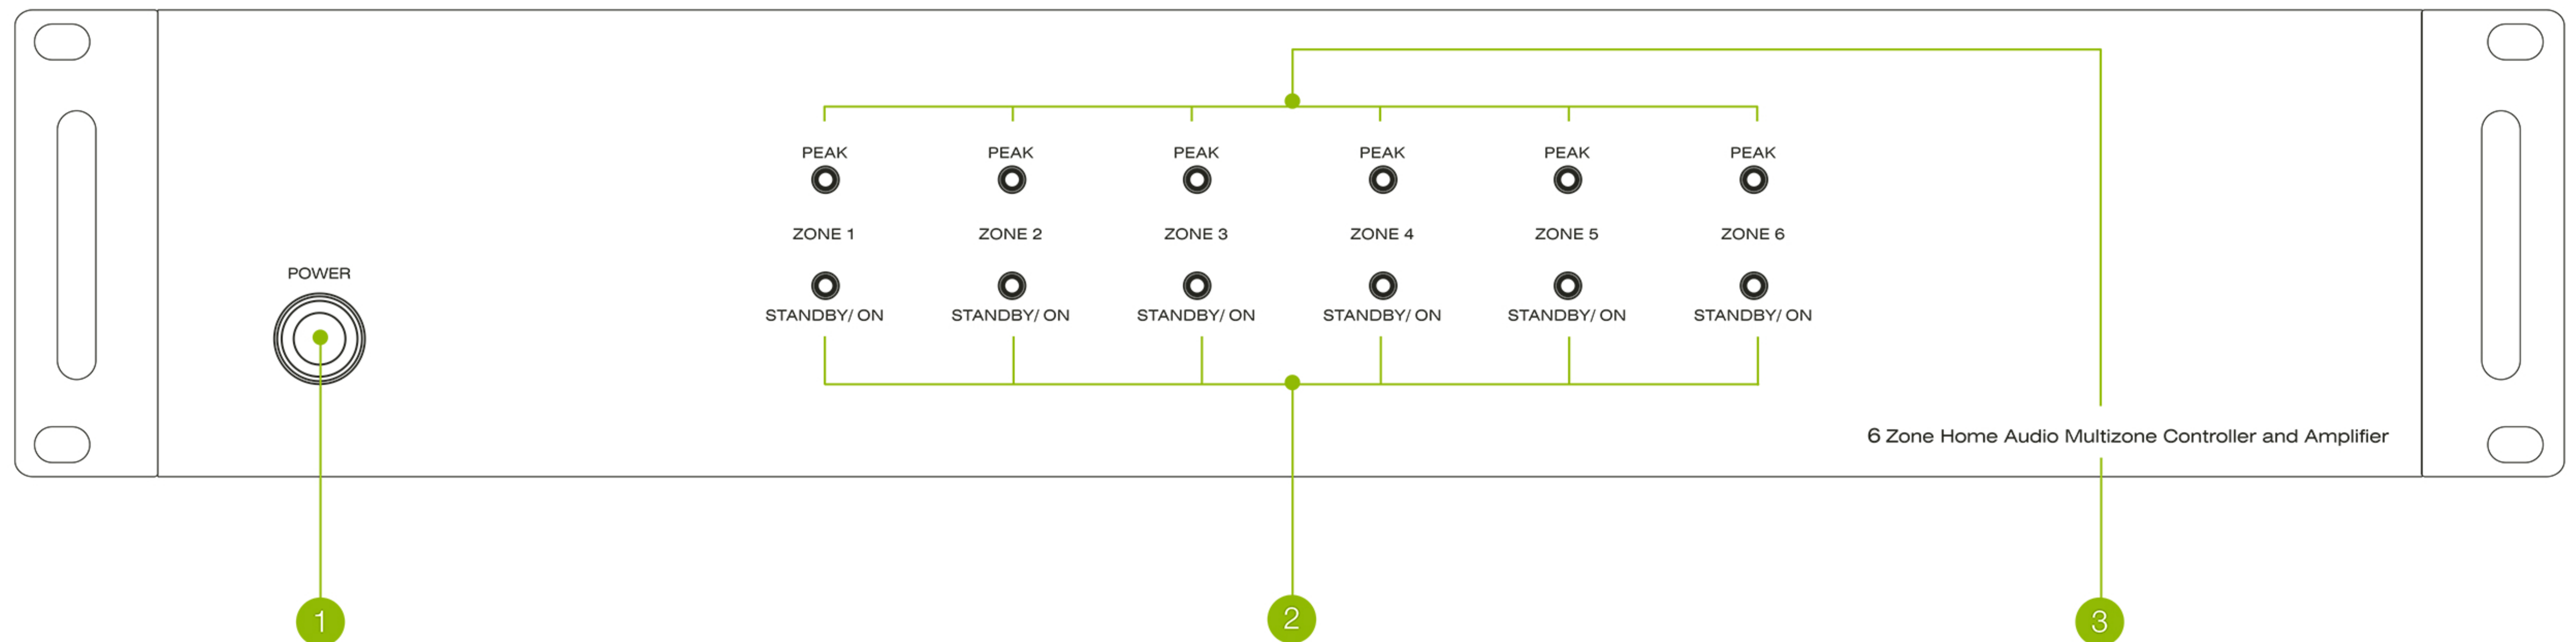 PEAK PEAK PEAK PEAK PEAK PEAK
ZONE 1 ZONE 2 ZONE 3 ZONE 4 ZONE 5 ZONE 6
POWER
STANDBY/ ON STANDBY/ ON STANDBY/ ON STANDBY/ ON STANDBY/ ON STANDBY/ ON
6 Zone Home Audio Multizone Controller and Amplifier
1 2 3